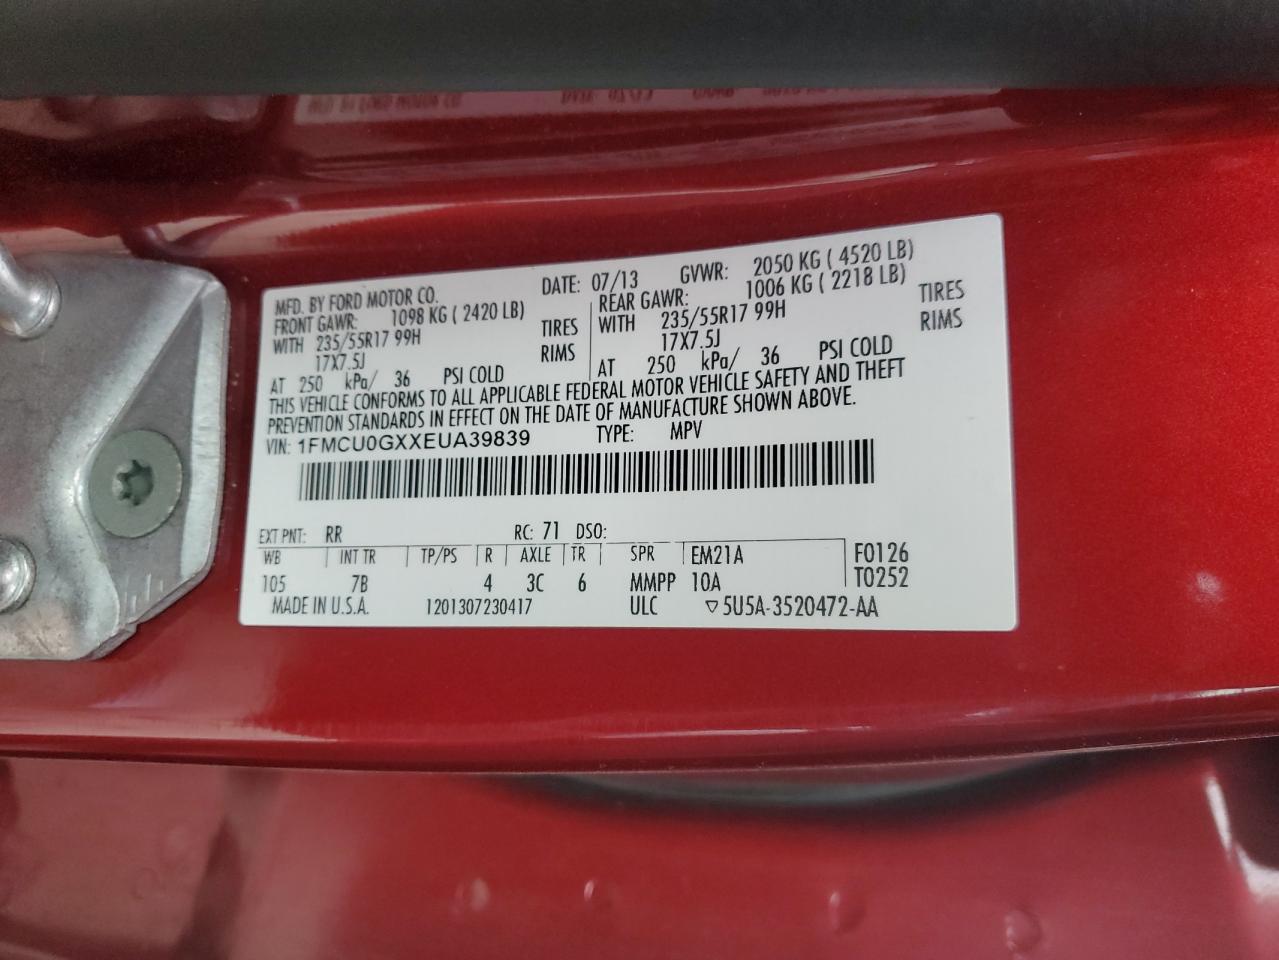 MFD. BY FORD MOTOR CO. DATE: 07/13 GVWR: 2050 KG ( 4520 LB)
FRONT GAWR: 1098 KG ( 2420 LB) REAR GAWR: 1006 KG ( 2218 LB)
WITH 235/55R17 99H TIRES WITH 235/55R17 99H TIRES
17X7.5J RIMS 17X7.5J RIMS
AT 250 kPa/ 36 PSI COLD AT 250 kPa/ 36 PSI COLD
THIS VEHICLE CONFORMS TO ALL APPLICABLE FEDERAL MOTOR VEHICLE SAFETY AND THEFT
PREVENTION STANDARDS IN EFFECT ON THE DATE OF MANUFACTURE SHOWN ABOVE.
VIN: 1FMCU0GXXEUA39839 TYPE: MPV
EXT PNT: RR RC: 71 DSO:
WB INT TR TP/PS R AXLE TR SPR EM21A F0126
105 7B 4 3C 6 MMPP 10A T0252
MADE IN U.S.A. 1201307230417 ULC ▽5U5A-3520472-AA